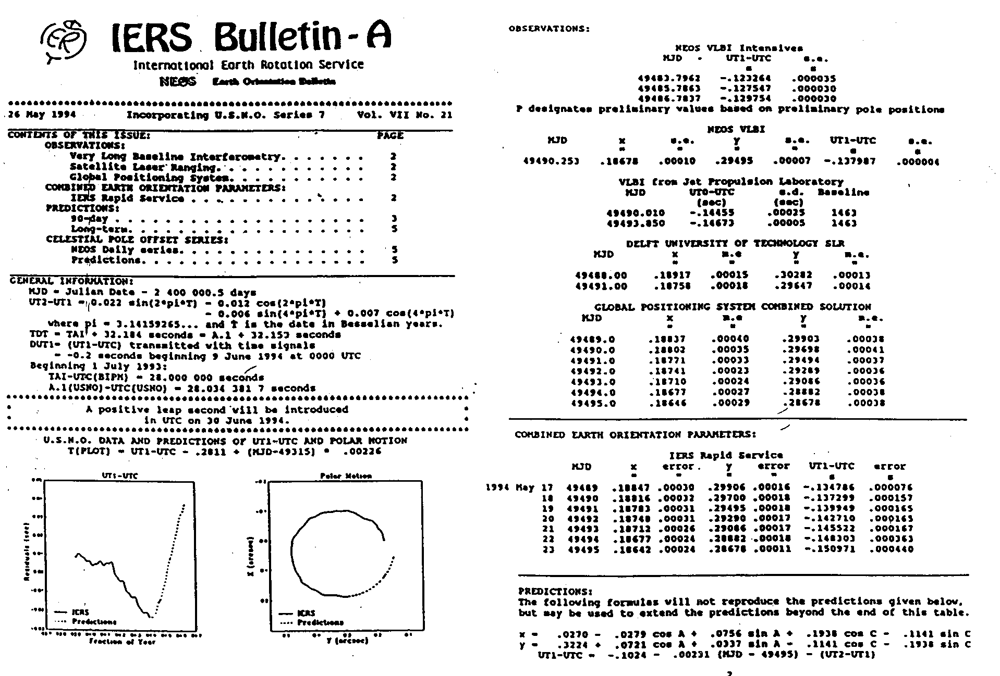 IERS Bulletin - A
International Earth Rotation Service
NEOS Earth Orientation Bulletin
26 May 1994 Incorporating U.S.N.O. Series 7 Vol. VII No. 21
CONTENTS OF THIS ISSUE: PAGE
OBSERVATIONS:
Very Long Baseline Interferometry. . . . . . . 2
Satellite Laser Ranging. . . . . . . . . . . . 2
Global Positioning System. . . . . . . . . . . 2
COMBINED EARTH ORIENTATION PARAMETERS:
IERS Rapid Service . . . . . . . . . . . . . . 2
PREDICTIONS:
90-day . . . . . . . . . . . . . . . . . . . . 3
Long-term. . . . . . . . . . . . . . . . . . . 5
CELESTIAL POLE OFFSET SERIES:
NEOS Daily series. . . . . . . . . . . . . . . 5
Predictions. . . . . . . . . . . . . . . . . . 5
GENERAL INFORMATION:
MJD = Julian Date - 2 400 000.5 days
UT2-UT1 = 0.022 sin(2*pi*T) - 0.012 cos(2*pi*T)
- 0.006 sin(4*pi*T) + 0.007 cos(4*pi*T)
where pi = 3.14159265... and T is the date in Besselian years.
TDT = TAI + 32.184 seconds = A.1 + 32.153 seconds
DUT1= (UT1-UTC) transmitted with time signals
= -0.2 seconds beginning 9 June 1994 at 0000 UTC
Beginning 1 July 1993:
TAI-UTC(BIPM) = 28.000 000 seconds
A.1(USNO)-UTC(USNO) = 28.034 381 7 seconds
A positive leap second will be introduced
in UTC on 30 June 1994.
U.S.N.O. DATA AND PREDICTIONS OF UT1-UTC AND POLAR MOTION
T(PLOT) = UT1-UTC - .2811 + (MJD-49315) * .00226
UT1-UTC
Residuals (sec)
IERS
Predictions
Fraction of Year
Polar Motion
X (arcsec)
IERS
Predictions
Y (arcsec)
OBSERVATIONS:
NEOS VLBI Intensives
MJD UT1-UTC s.e.
s s
49483.7962 -.123264 .000035
49485.7863 -.127547 .000030
49486.7837 -.129754 .000030
P designates preliminary values based on preliminary pole positions
NEOS VLBI
MJD x s.e. y s.e. UT1-UTC s.e.
" " " " s s
49490.253 .18678 .00010 .29495 .00007 -.137987 .000004
VLBI from Jet Propulsion Laboratory
MJD UT0-UTC s.d. Baseline
(sec) (sec)
49490.010 -.14455 .00025 1463
49493.850 -.14673 .00005 1463
DELFT UNIVERSITY OF TECHNOLOGY SLR
MJD x s.e y s.e.
" " " "
49488.00 .18917 .00015 .30282 .00013
49491.00 .18758 .00018 .29647 .00014
GLOBAL POSITIONING SYSTEM COMBINED SOLUTION
MJD x s.e y s.e.
" " " "
49489.0 .18837 .00040 .29903 .00038
49490.0 .18802 .00035 .29698 .00041
49491.0 .18771 .00033 .29494 .00037
49492.0 .18741 .00023 .29289 .00036
49493.0 .18710 .00024 .29086 .00036
49494.0 .18677 .00027 .28882 .00038
49495.0 .18646 .00029 .28678 .00038
COMBINED EARTH ORIENTATION PARAMETERS:
IERS Rapid Service
MJD x error y error UT1-UTC error
" " " " s s
1994 May 17 49489 .18847 .00030 .29906 .00016 -.134786 .000076
18 49490 .18816 .00032 .29700 .00018 -.137299 .000157
19 49491 .18783 .00031 .29495 .00018 -.139949 .000165
20 49492 .18748 .00031 .29290 .00017 -.142710 .000165
21 49493 .18712 .00026 .29086 .00017 -.145522 .000167
22 49494 .18677 .00024 .28882 .00018 -.148303 .000363
23 49495 .18642 .00024 .28678 .00011 -.150971 .000440
PREDICTIONS:
The following formulas will not reproduce the predictions given below,
but may be used to extend the predictions beyond the end of this table.
x = .0270 - .0279 cos A + .0756 sin A + .1938 cos C - .1141 sin C
y = .3224 + .0721 cos A + .0337 sin A - .1141 cos C - .1938 sin C
UT1-UTC = -.1024 - .00231 (MJD - 49495) - (UT2-UT1)
2